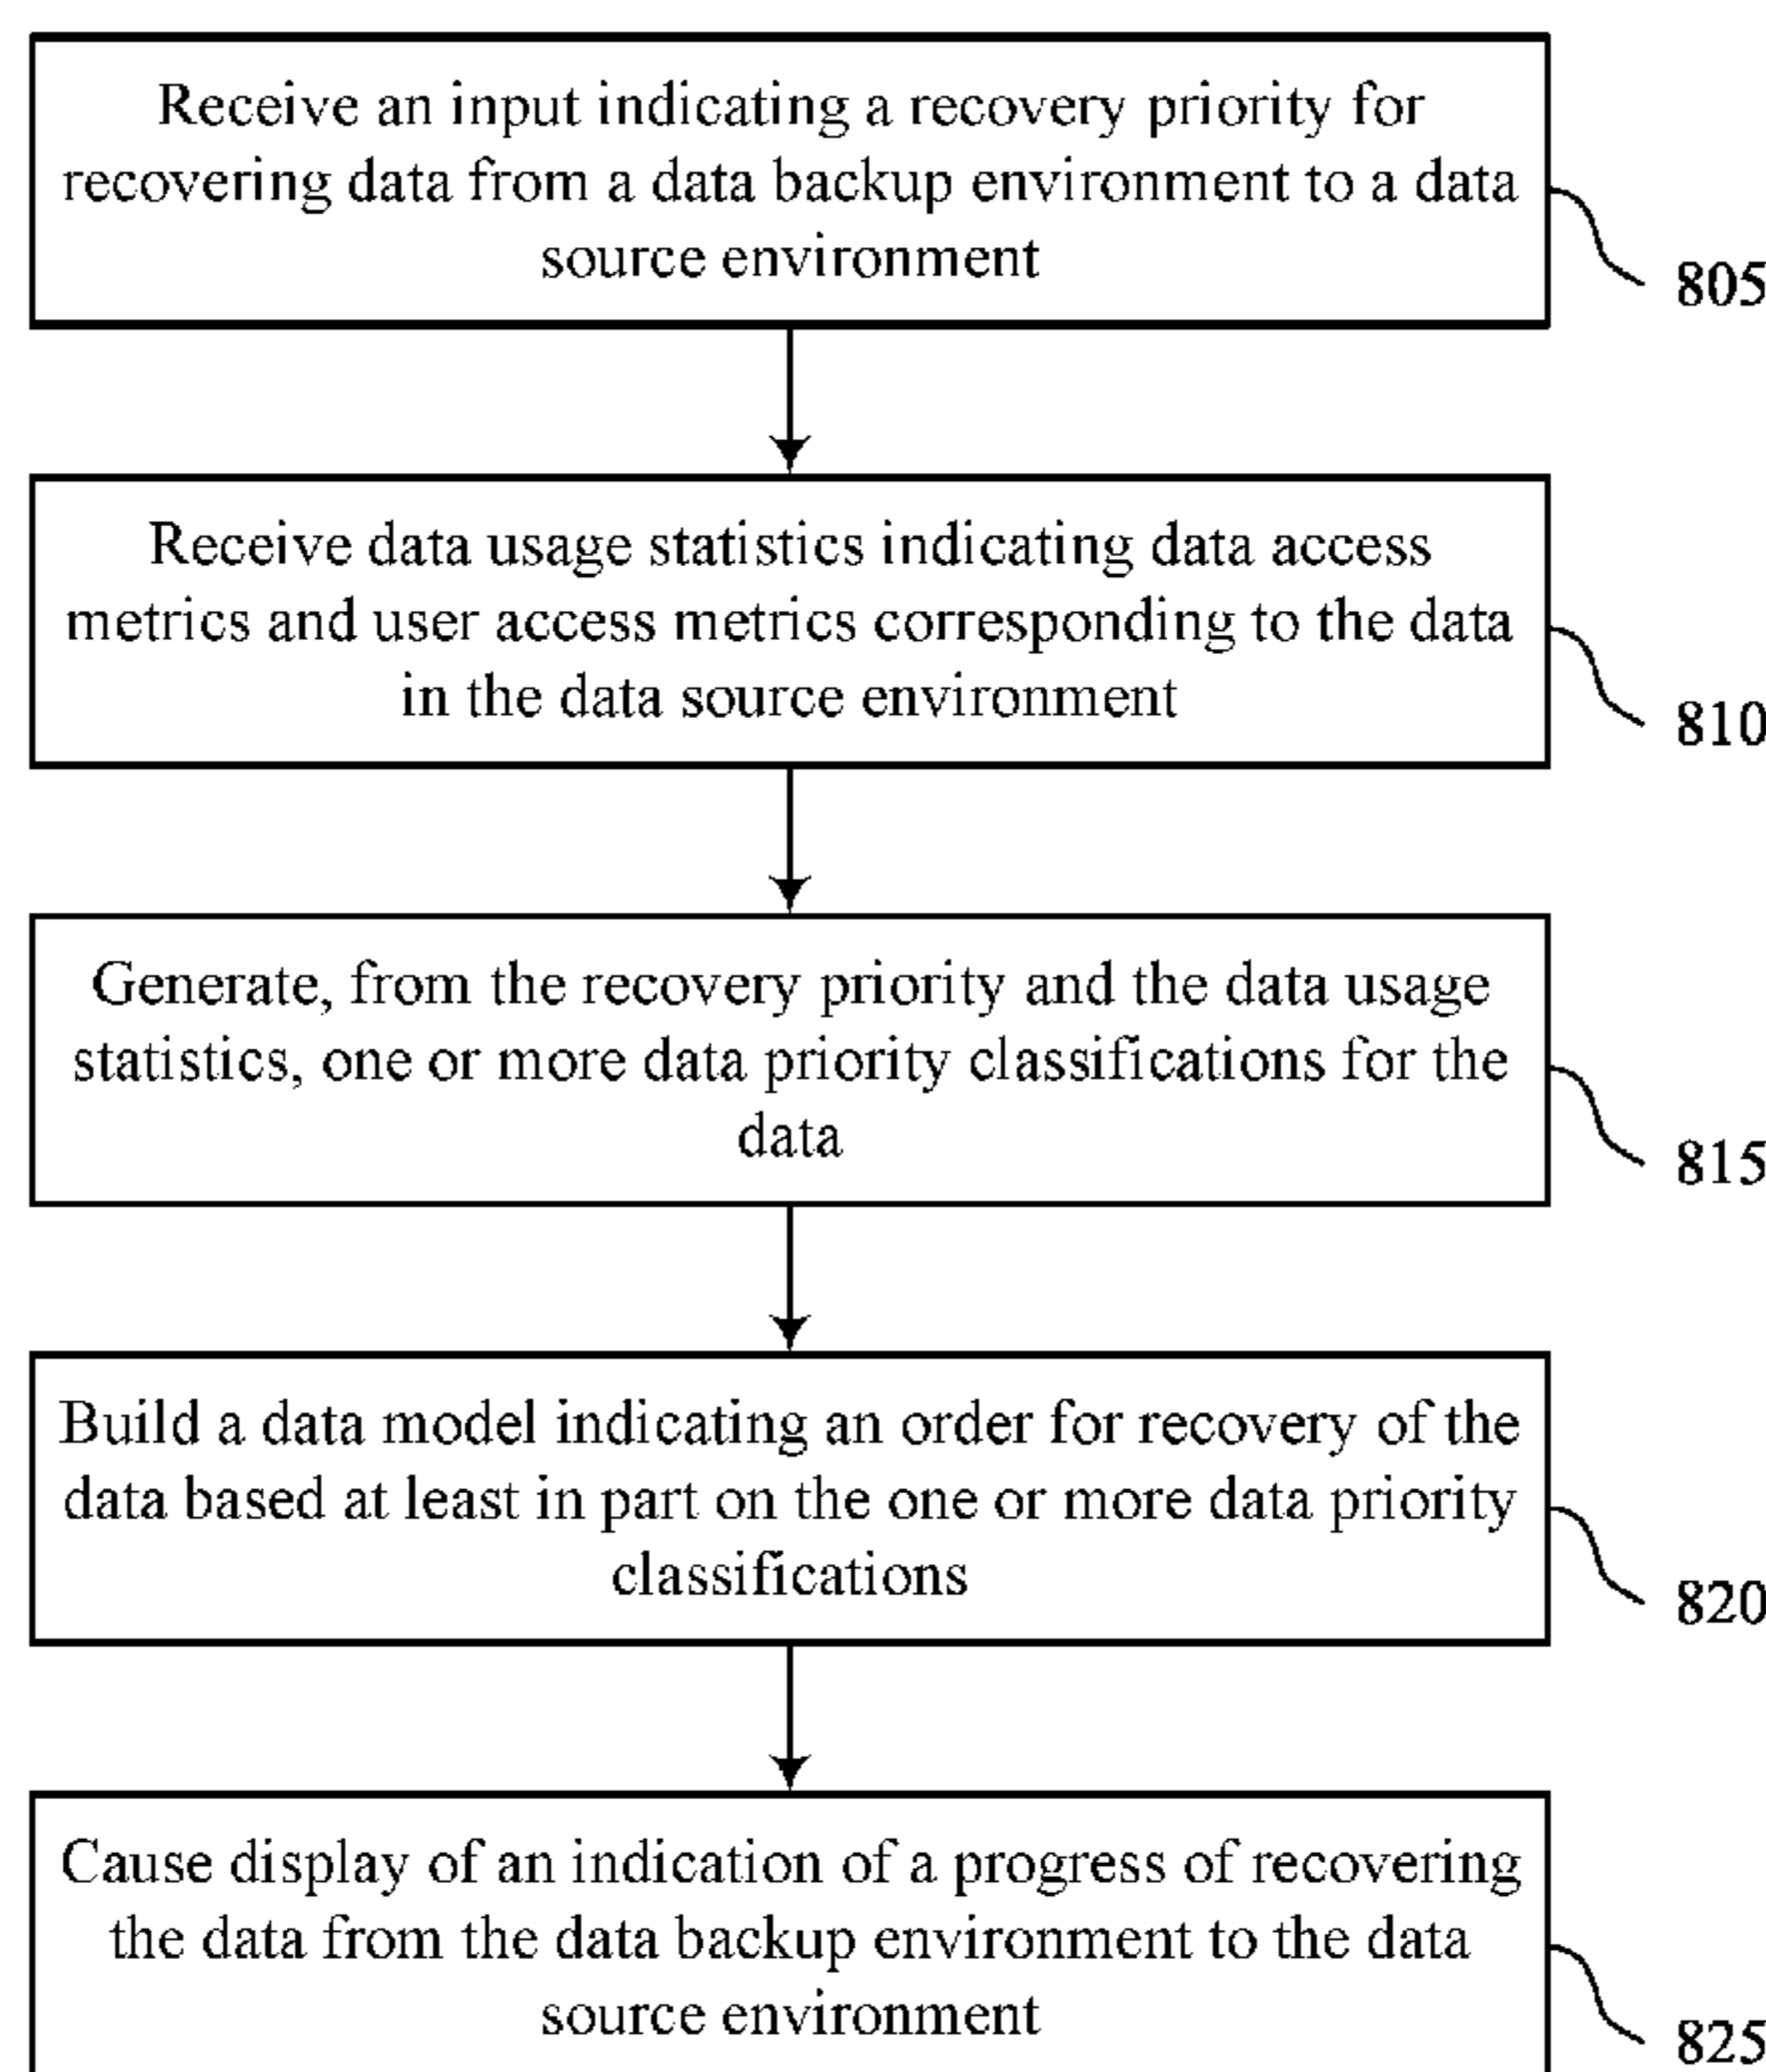 Receive an input indicating a recovery priority for
recovering data from a data backup environment to a data
source environment
805
Receive data usage statistics indicating data access
metrics and user access metrics corresponding to the data
in the data source environment
810
Generate, from the recovery priority and the data usage
statistics, one or more data priority classifications for the
data
815
Build a data model indicating an order for recovery of the
data based at least in part on the one or more data priority
classifications
820
Cause display of an indication of a progress of recovering
the data from the data backup environment to the data
source environment
825